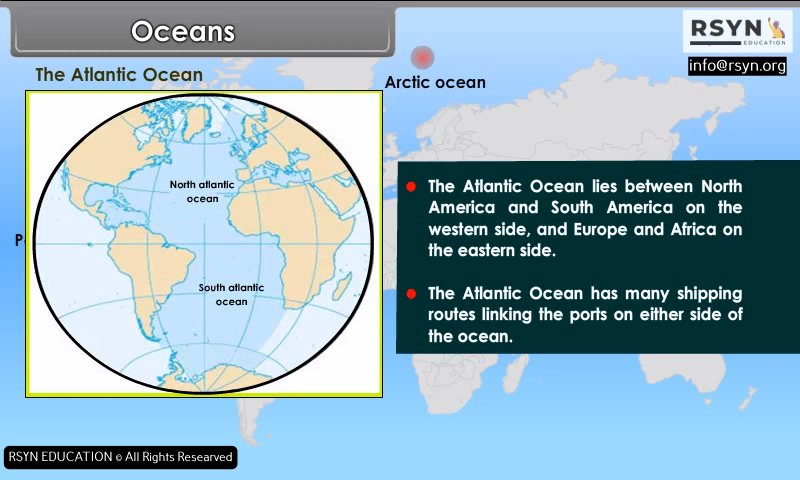 Oceans
RSYN
EDUCATION
info@rsyn.org
The Atlantic Ocean
Arctic ocean
North atlantic
ocean
South atlantic
ocean
The Atlantic Ocean lies between North
America and South America on the
western side, and Europe and Africa on
the eastern side.
The Atlantic Ocean has many shipping
routes linking the ports on either side of
the ocean.
RSYN EDUCATION © All Rights Researved